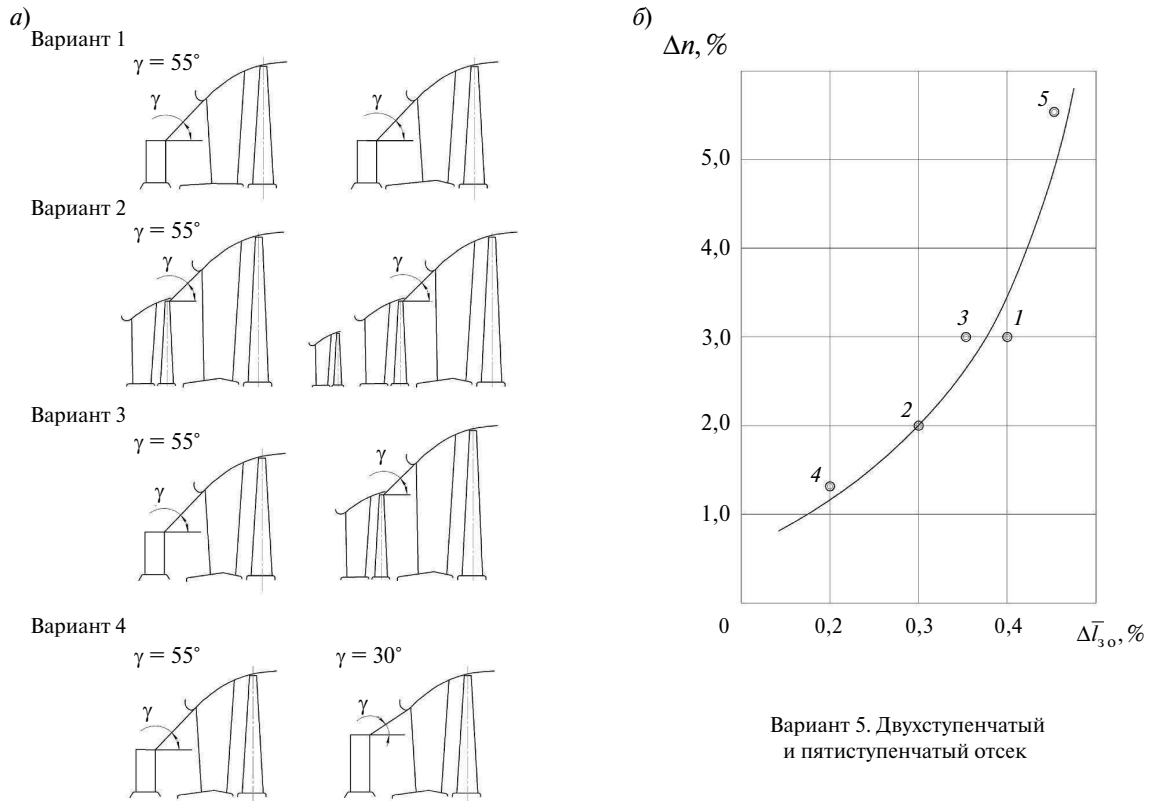 а)
Вариант 1
γ = 55°
γ
γ
Вариант 2
γ = 55°
γ
γ
Вариант 3
γ = 55°
γ
γ
Вариант 4
γ = 55°
γ = 30°
γ
γ
б)
Δn, %
5
5,0
4,0
3
1
3,0
2
2,0
4
1,0
0
0,2
0,3
0,4
Δl̅з о, %
Вариант 5. Двухступенчатый
и пятиступенчатый отсек